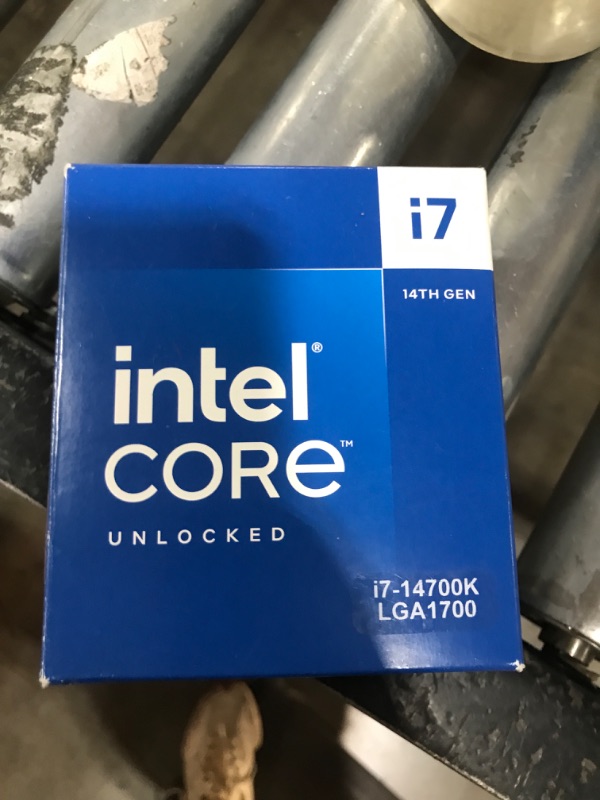 i7
14TH GEN
intel®
CORe™
UNLOCKED
i7-14700K
LGA1700